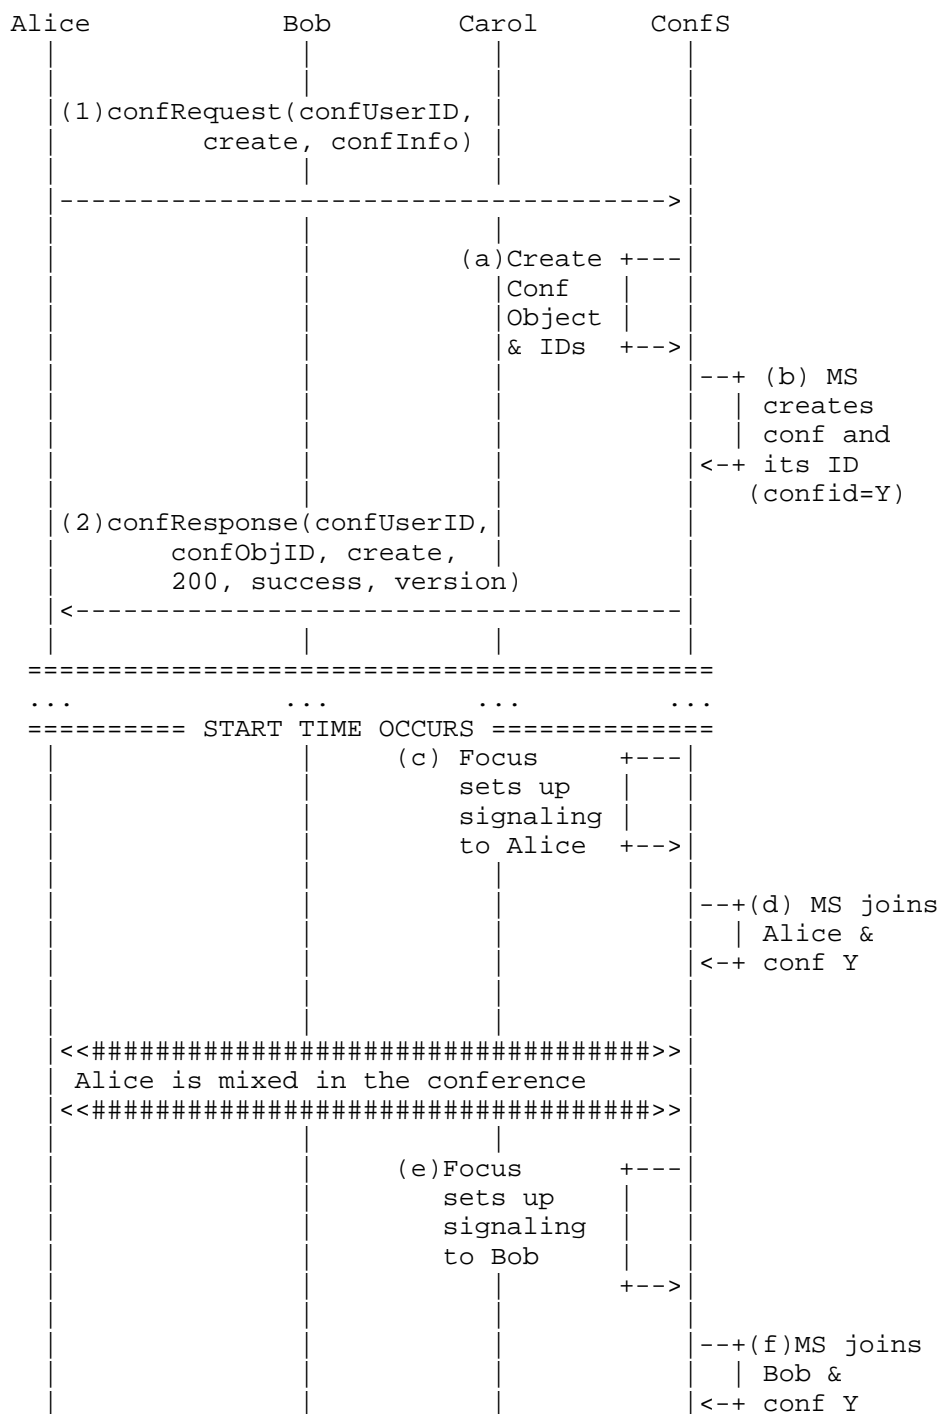 Alice Bob Carol ConfS
(1)confRequest(confUserID,
create, confInfo)
(a)Create
Conf
Object
& IDs
(b) MS
creates
conf and
its ID
(confid=Y)
(2)confResponse(confUserID,
confObjID, create,
200, success, version)
... ... ... ...
START TIME OCCURS
(c) Focus
sets up
signaling
to Alice
(d) MS joins
Alice &
conf Y
Alice is mixed in the conference
(e)Focus
sets up
signaling
to Bob
(f)MS joins
Bob &
conf Y